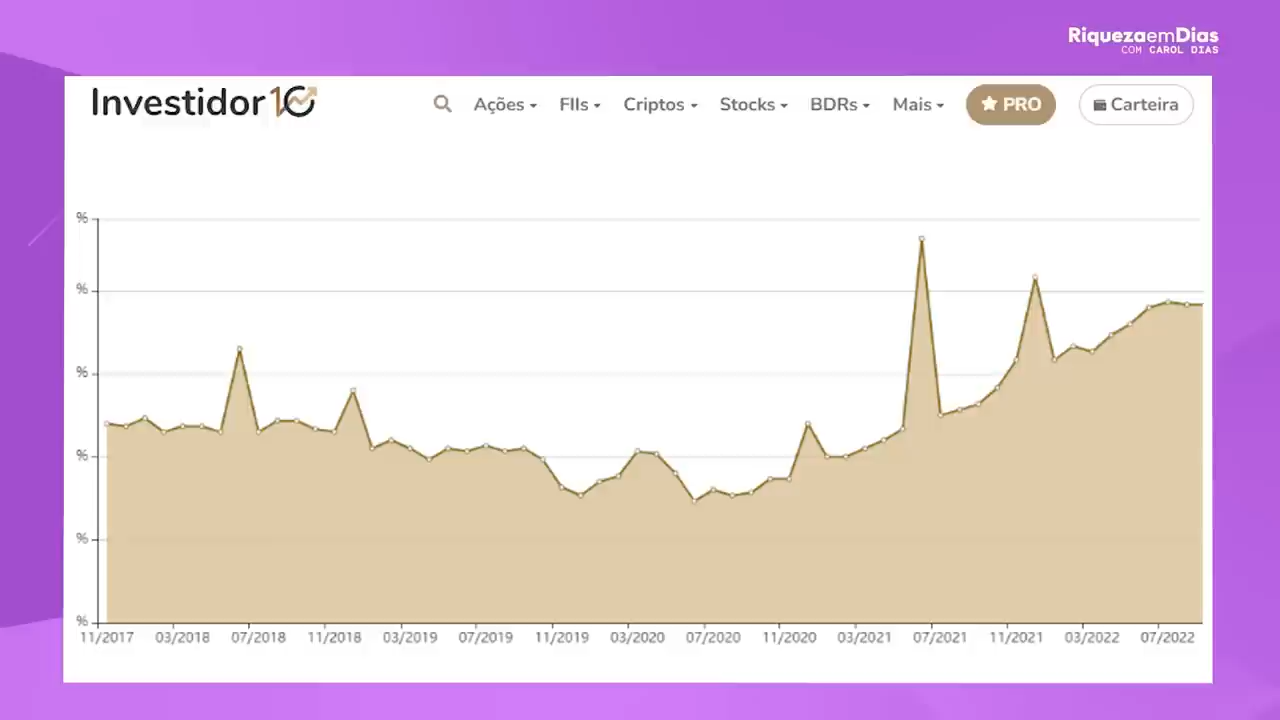 RiquezaemDias
COM CAROL DIAS
Investidor10
Ações FIIs Criptos Stocks BDRs Mais PRO Carteira
%
%
%
%
%
%
11/2017 03/2018 07/2018 11/2018 03/2019 07/2019 11/2019 03/2020 07/2020 11/2020 03/2021 07/2021 11/2021 03/2022 07/2022